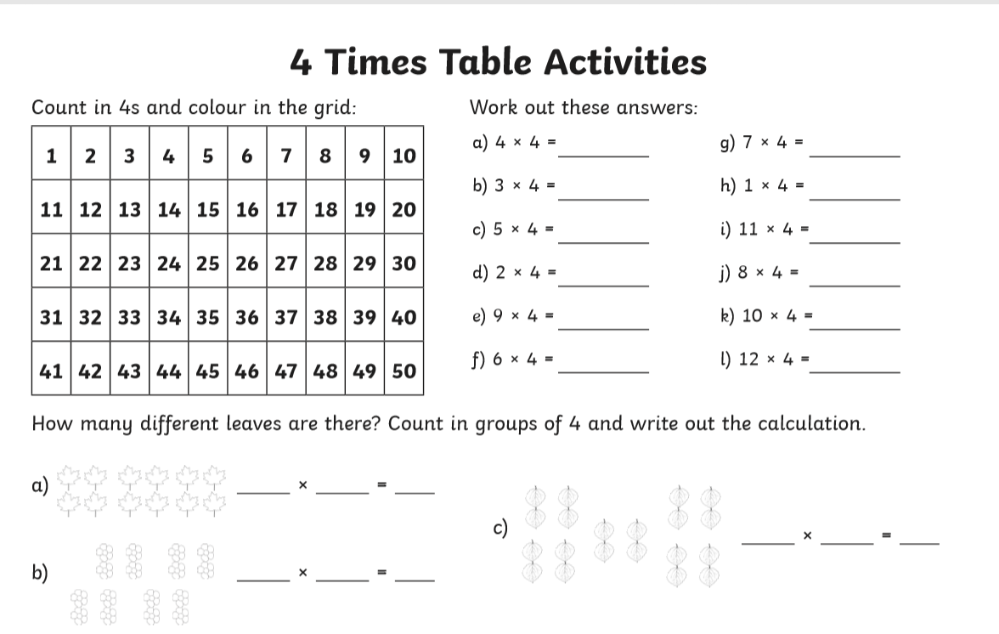 4 Times Table Activities
Count in 4s and colour in the grid:
1 2 3 4 5 6 7 8 9 10
11 12 13 14 15 16 17 18 19 20
21 22 23 24 25 26 27 28 29 30
31 32 33 34 35 36 37 38 39 40
41 42 43 44 45 46 47 48 49 50
Work out these answers:
a) 4 × 4 = ________
b) 3 × 4 = ________
c) 5 × 4 = ________
d) 2 × 4 = ________
e) 9 × 4 = ________
f) 6 × 4 = ________
g) 7 × 4 = ________
h) 1 × 4 = ________
i) 11 × 4 = ________
j) 8 × 4 = ________
k) 10 × 4 = ________
l) 12 × 4 = ________
How many different leaves are there? Count in groups of 4 and write out the calculation.
a) _____ × _____ = ____
b) _____ × _____ = ____
c) _____ × _____ = ____